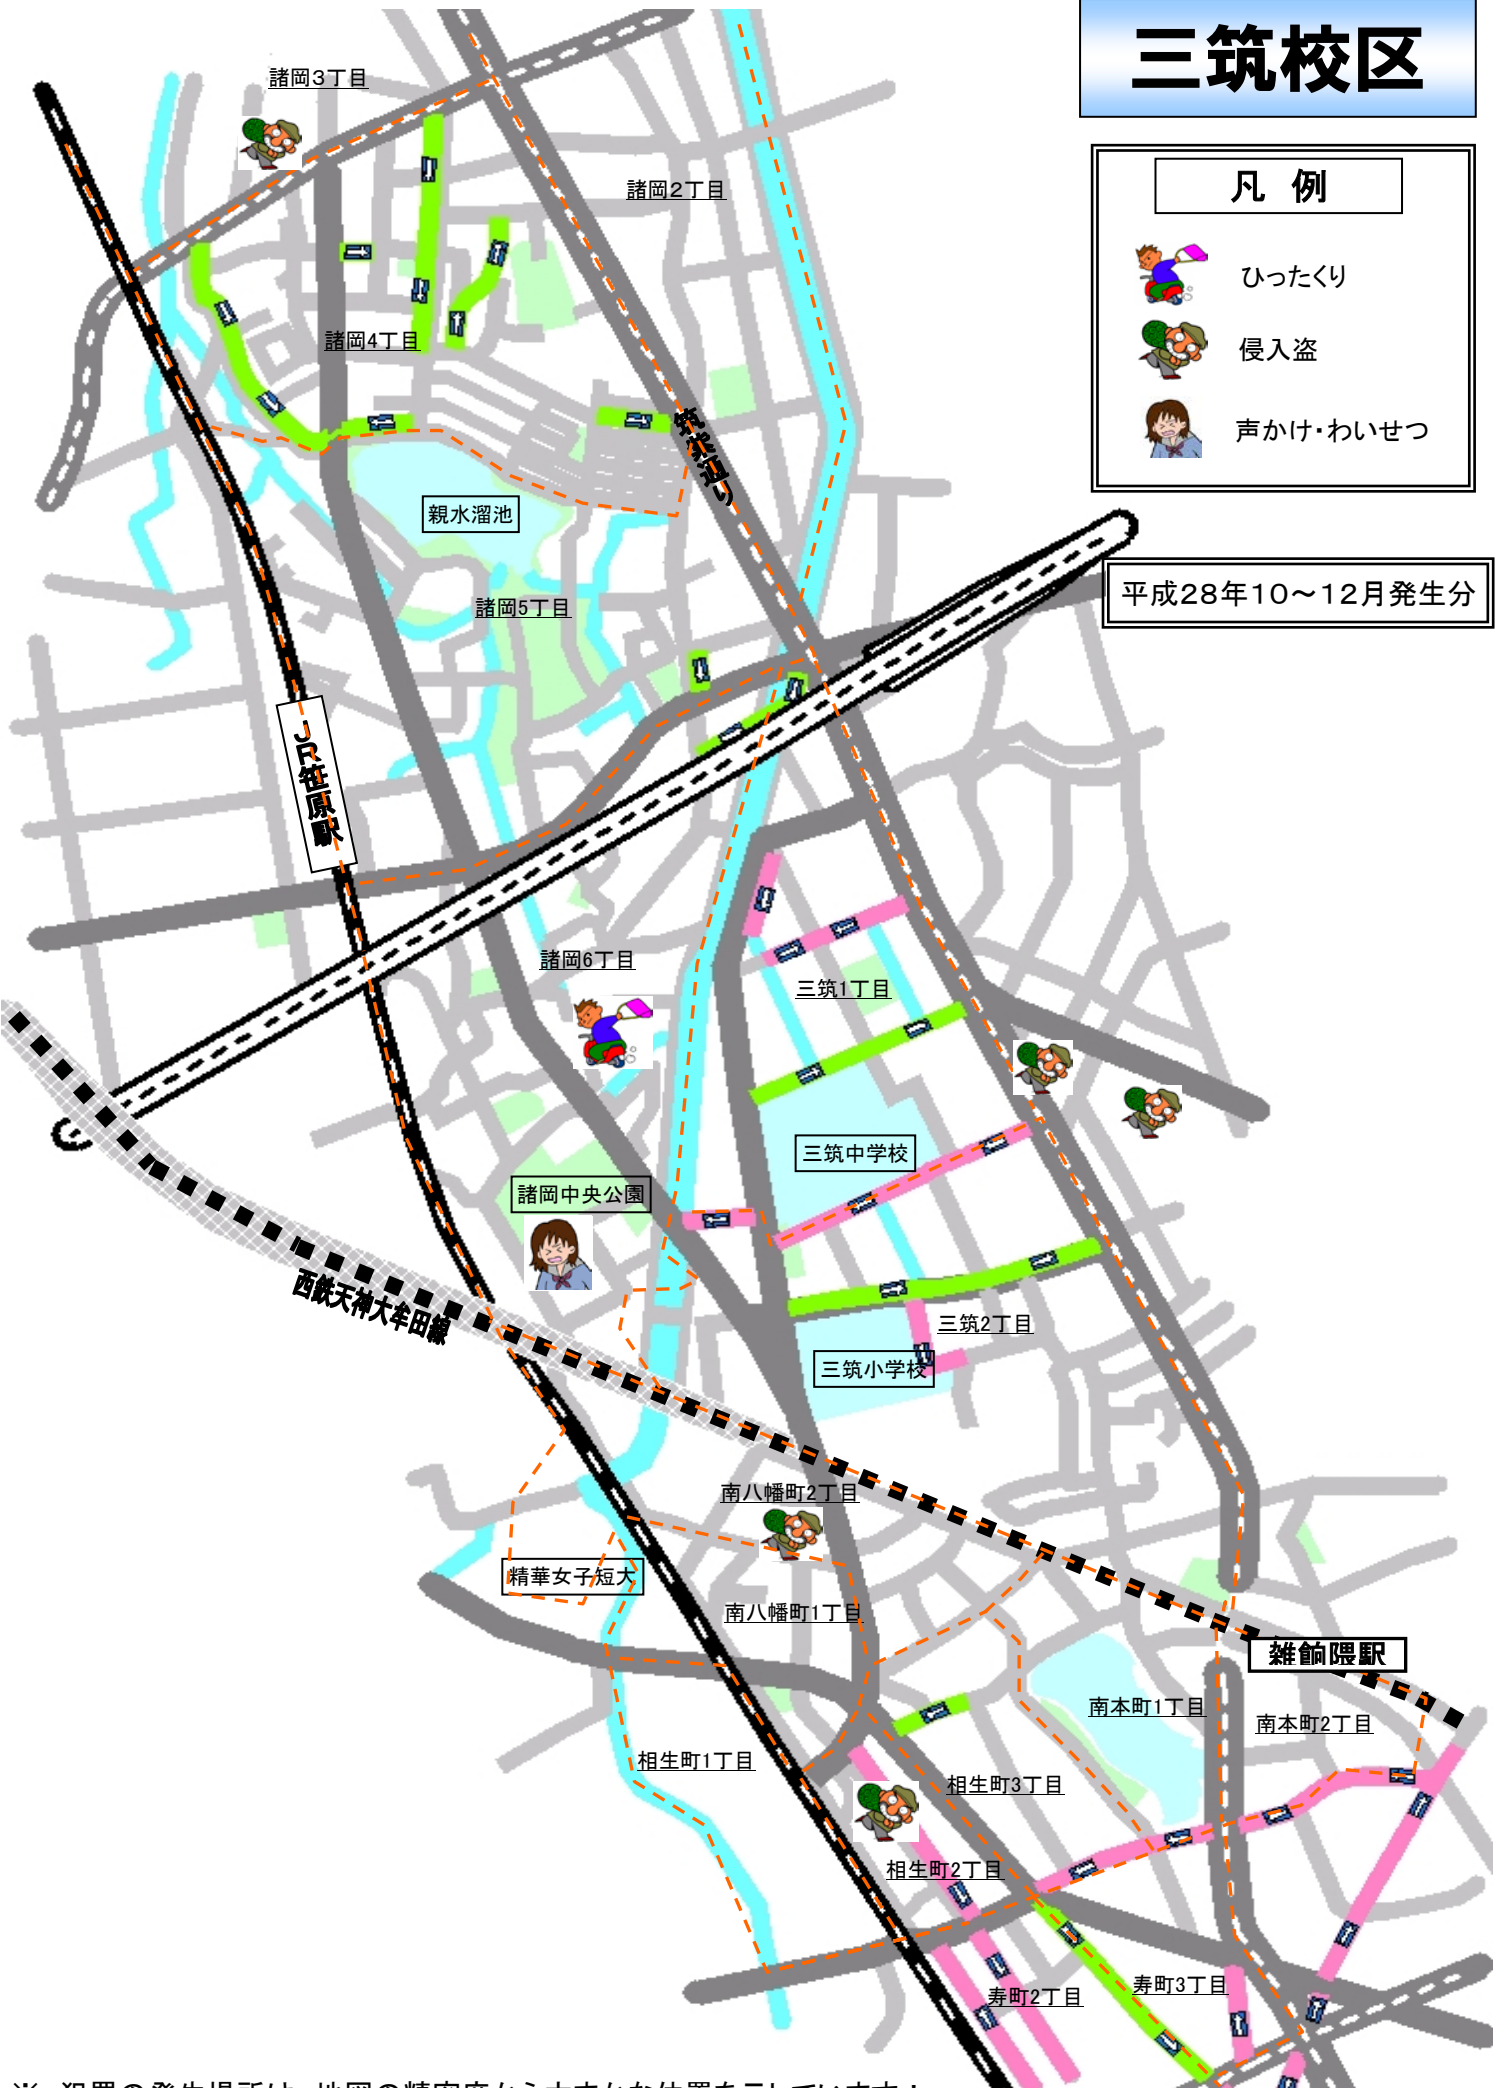 三筑校区
凡 例
ひったくり
侵入盗
声かけ・わいせつ
平成28年10～12月発生分
諸岡3丁目
諸岡2丁目
諸岡4丁目
筑紫通り
親水溜池
諸岡5丁目
JR笹原駅
諸岡6丁目
三筑1丁目
三筑中学校
諸岡中央公園
西鉄天神大牟田線
三筑2丁目
三筑小学校
南八幡町2丁目
精華女子短大
南八幡町1丁目
雑餉隈駅
南本町1丁目
南本町2丁目
相生町1丁目
相生町3丁目
相生町2丁目
寿町3丁目
寿町2丁目